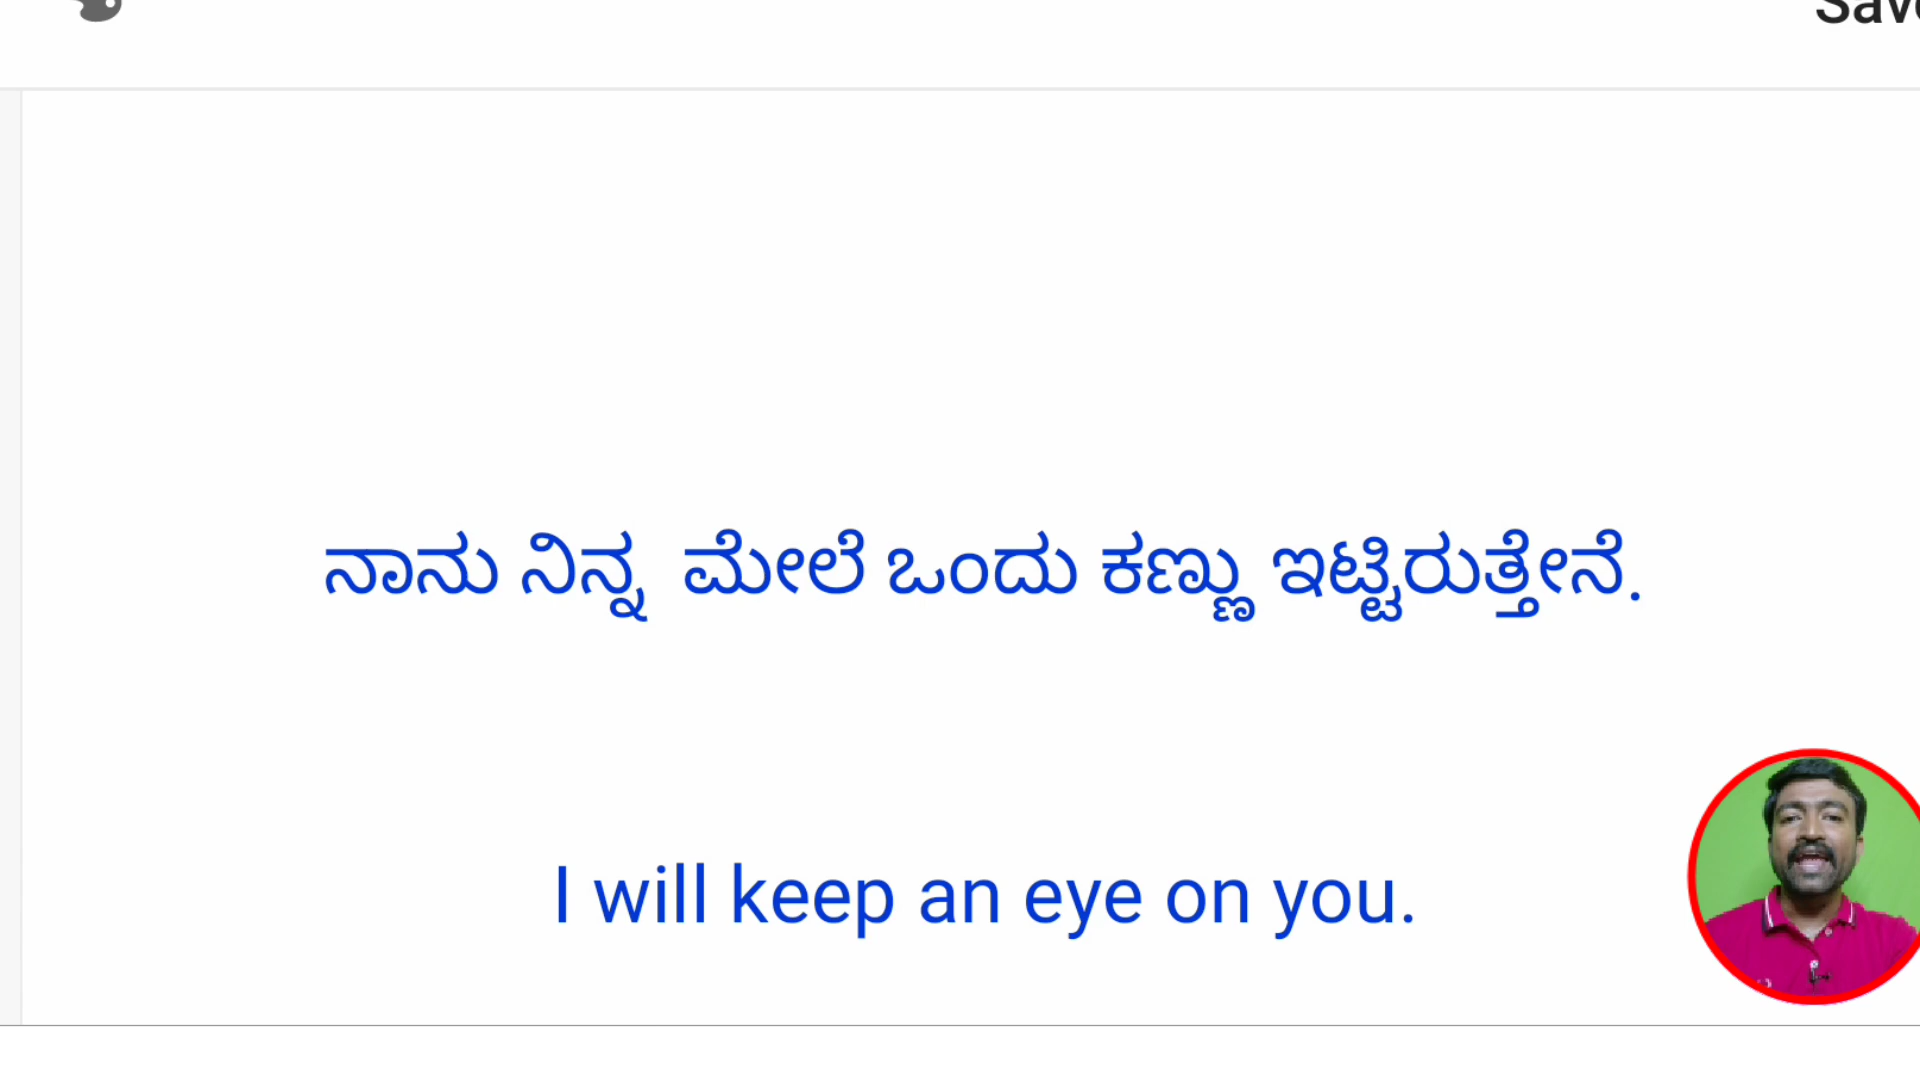 ನಾನು ನಿನ್ನ  ಮೇಲೆ ಒಂದು ಕಣ್ಣು ಇಟ್ಟಿರುತ್ತೇನೆ.
I will keep an eye on you.